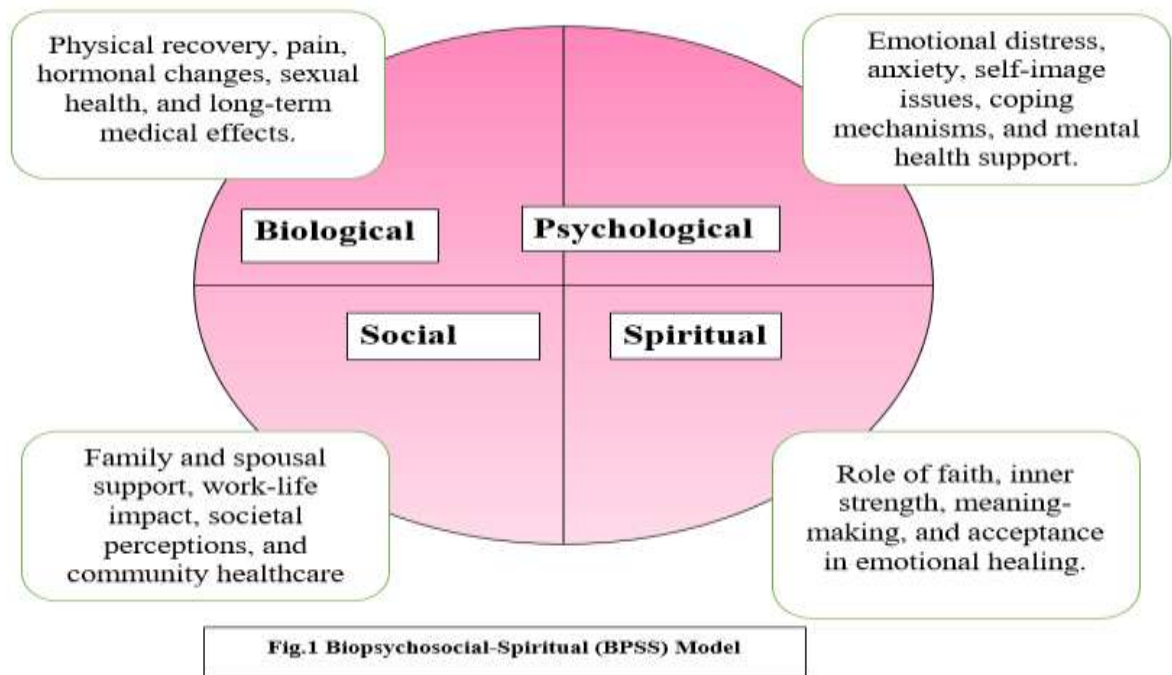 Physical recovery, pain,
hormonal changes, sexual
health, and long-term
medical effects.
Emotional distress,
anxiety, self-image
issues, coping
mechanisms, and mental
health support.
Biological
Psychological
Social
Spiritual
Family and spousal
support, work-life
impact, societal
perceptions, and
community healthcare
Role of faith, inner
strength, meaning-
making, and acceptance
in emotional healing.
Fig.1 Biopsychosocial-Spiritual (BPSS) Model